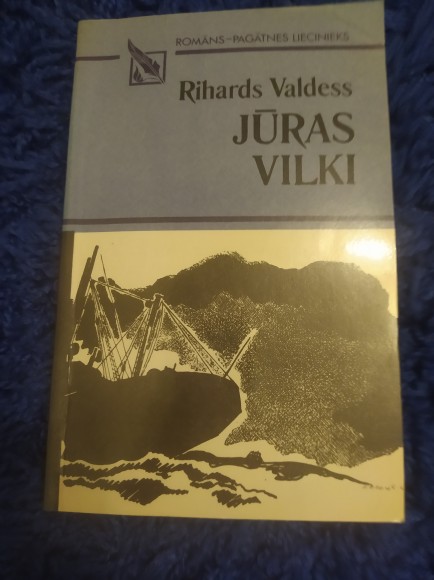 ROMĀNS–PAGĀTNES LIECINIEKS
Rihards Valdess
JŪRAS
VILKI